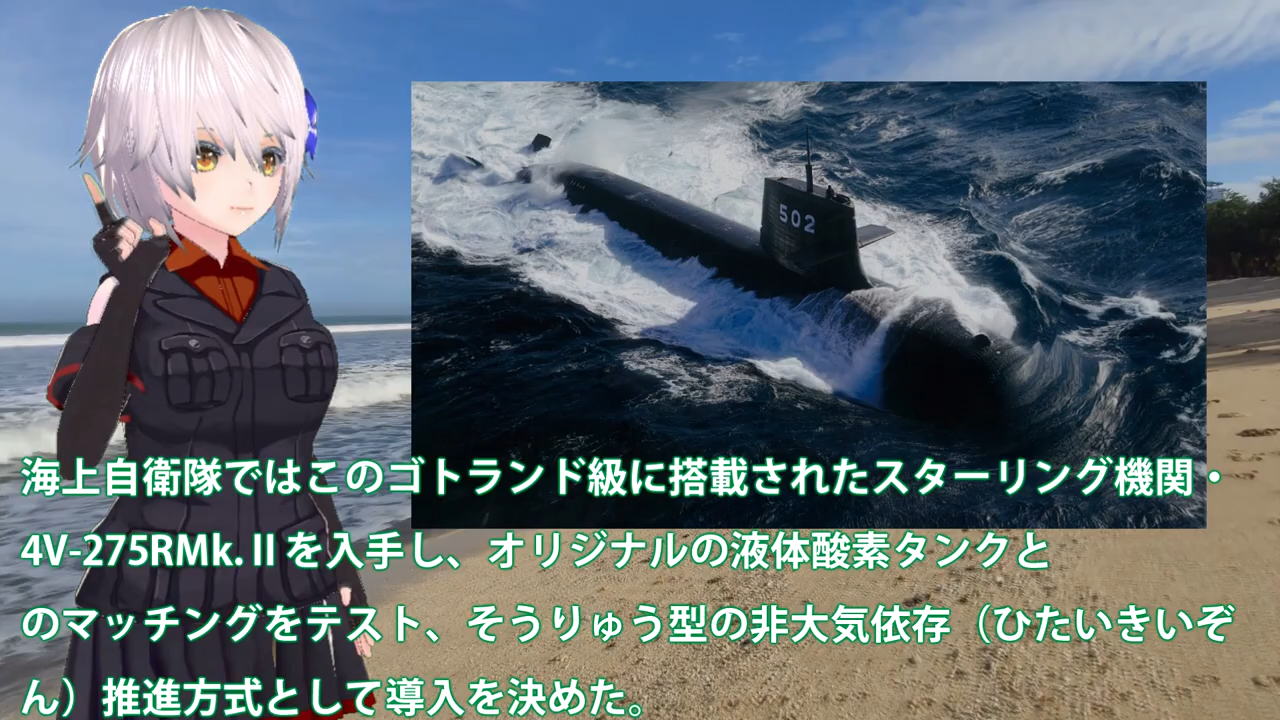 502
海上自衛隊ではこのゴトランド級に搭載されたスターリング機関・
4V-275RMk.Ⅱを入手し、オリジナルの液体酸素タンクと
のマッチングをテスト、そうりゅう型の非大気依存（ひたいきいぞ
ん）推進方式として導入を決めた。